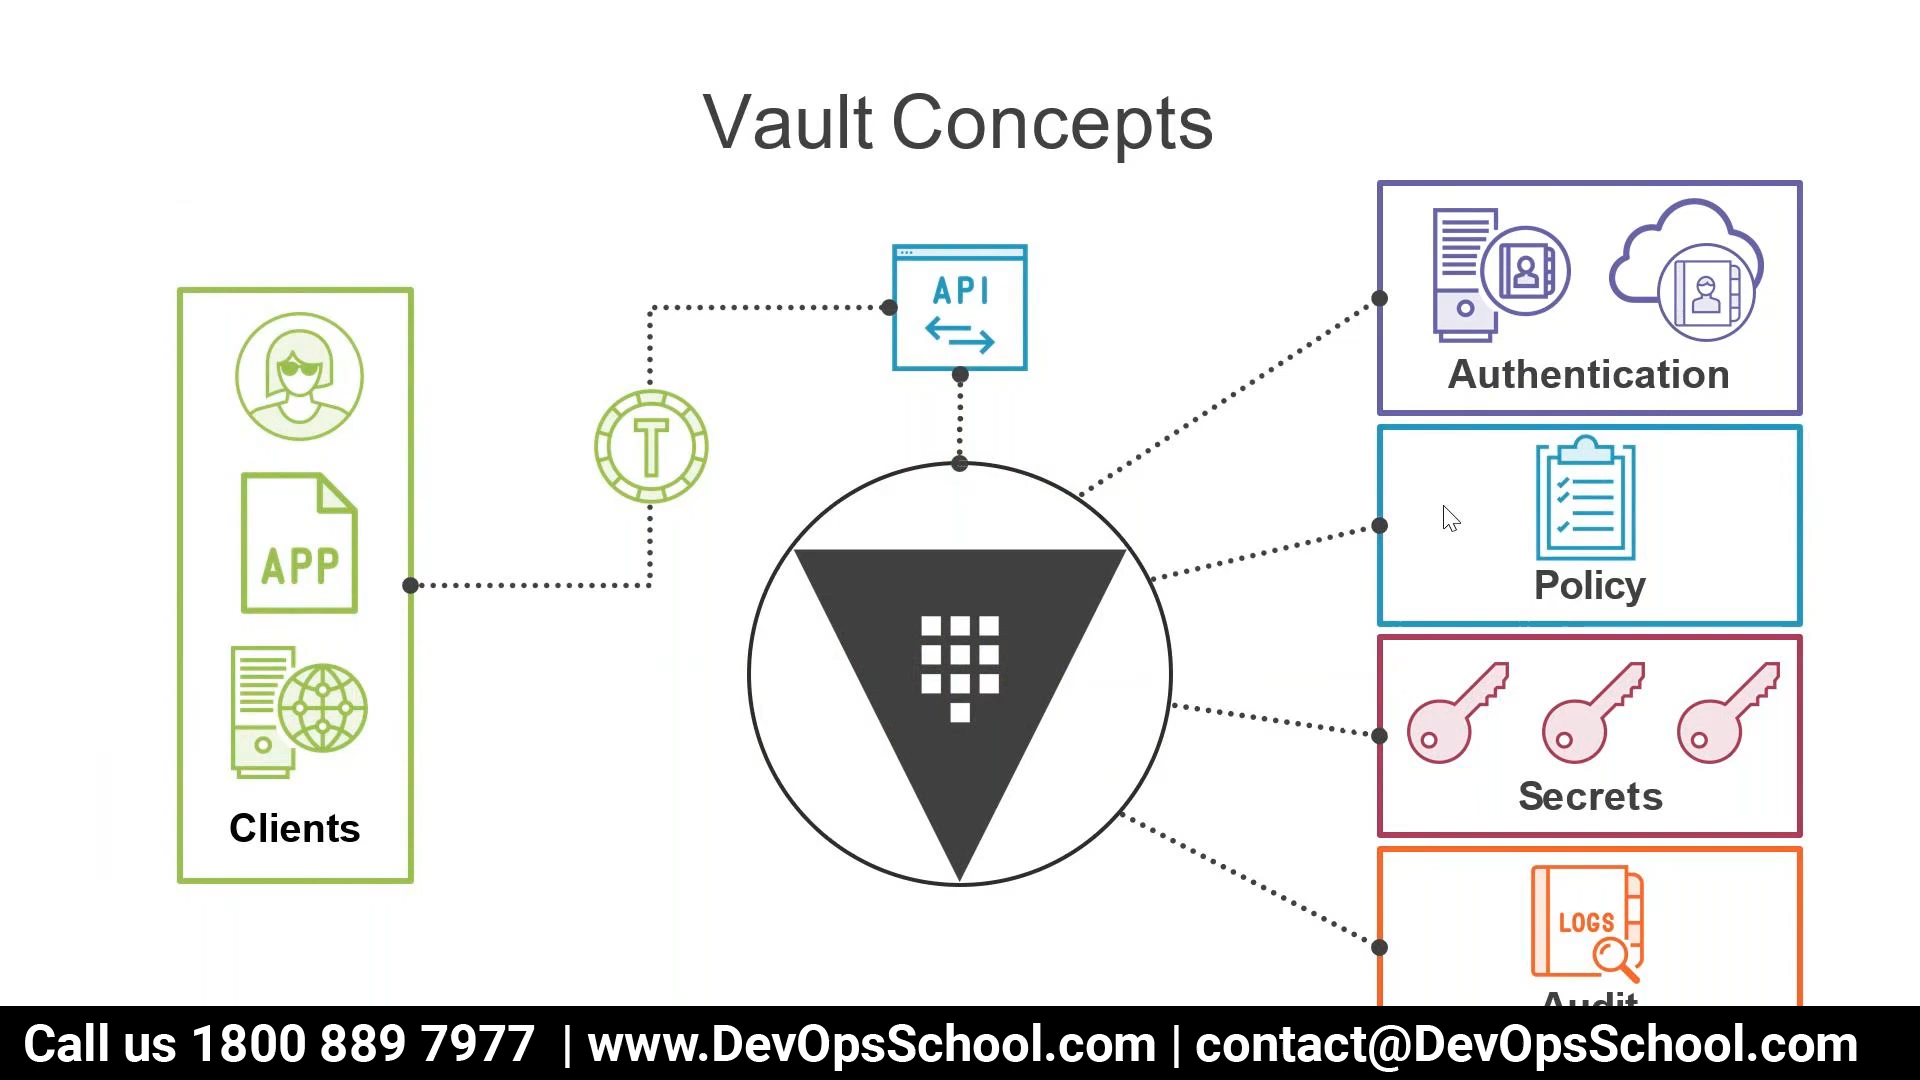 Vault Concepts
API
Authentication
T
APP
Policy
Secrets
Clients
LOGS
Audit
Call us 1800 889 7977 | www.DevOpsSchool.com | contact@DevOpsSchool.com